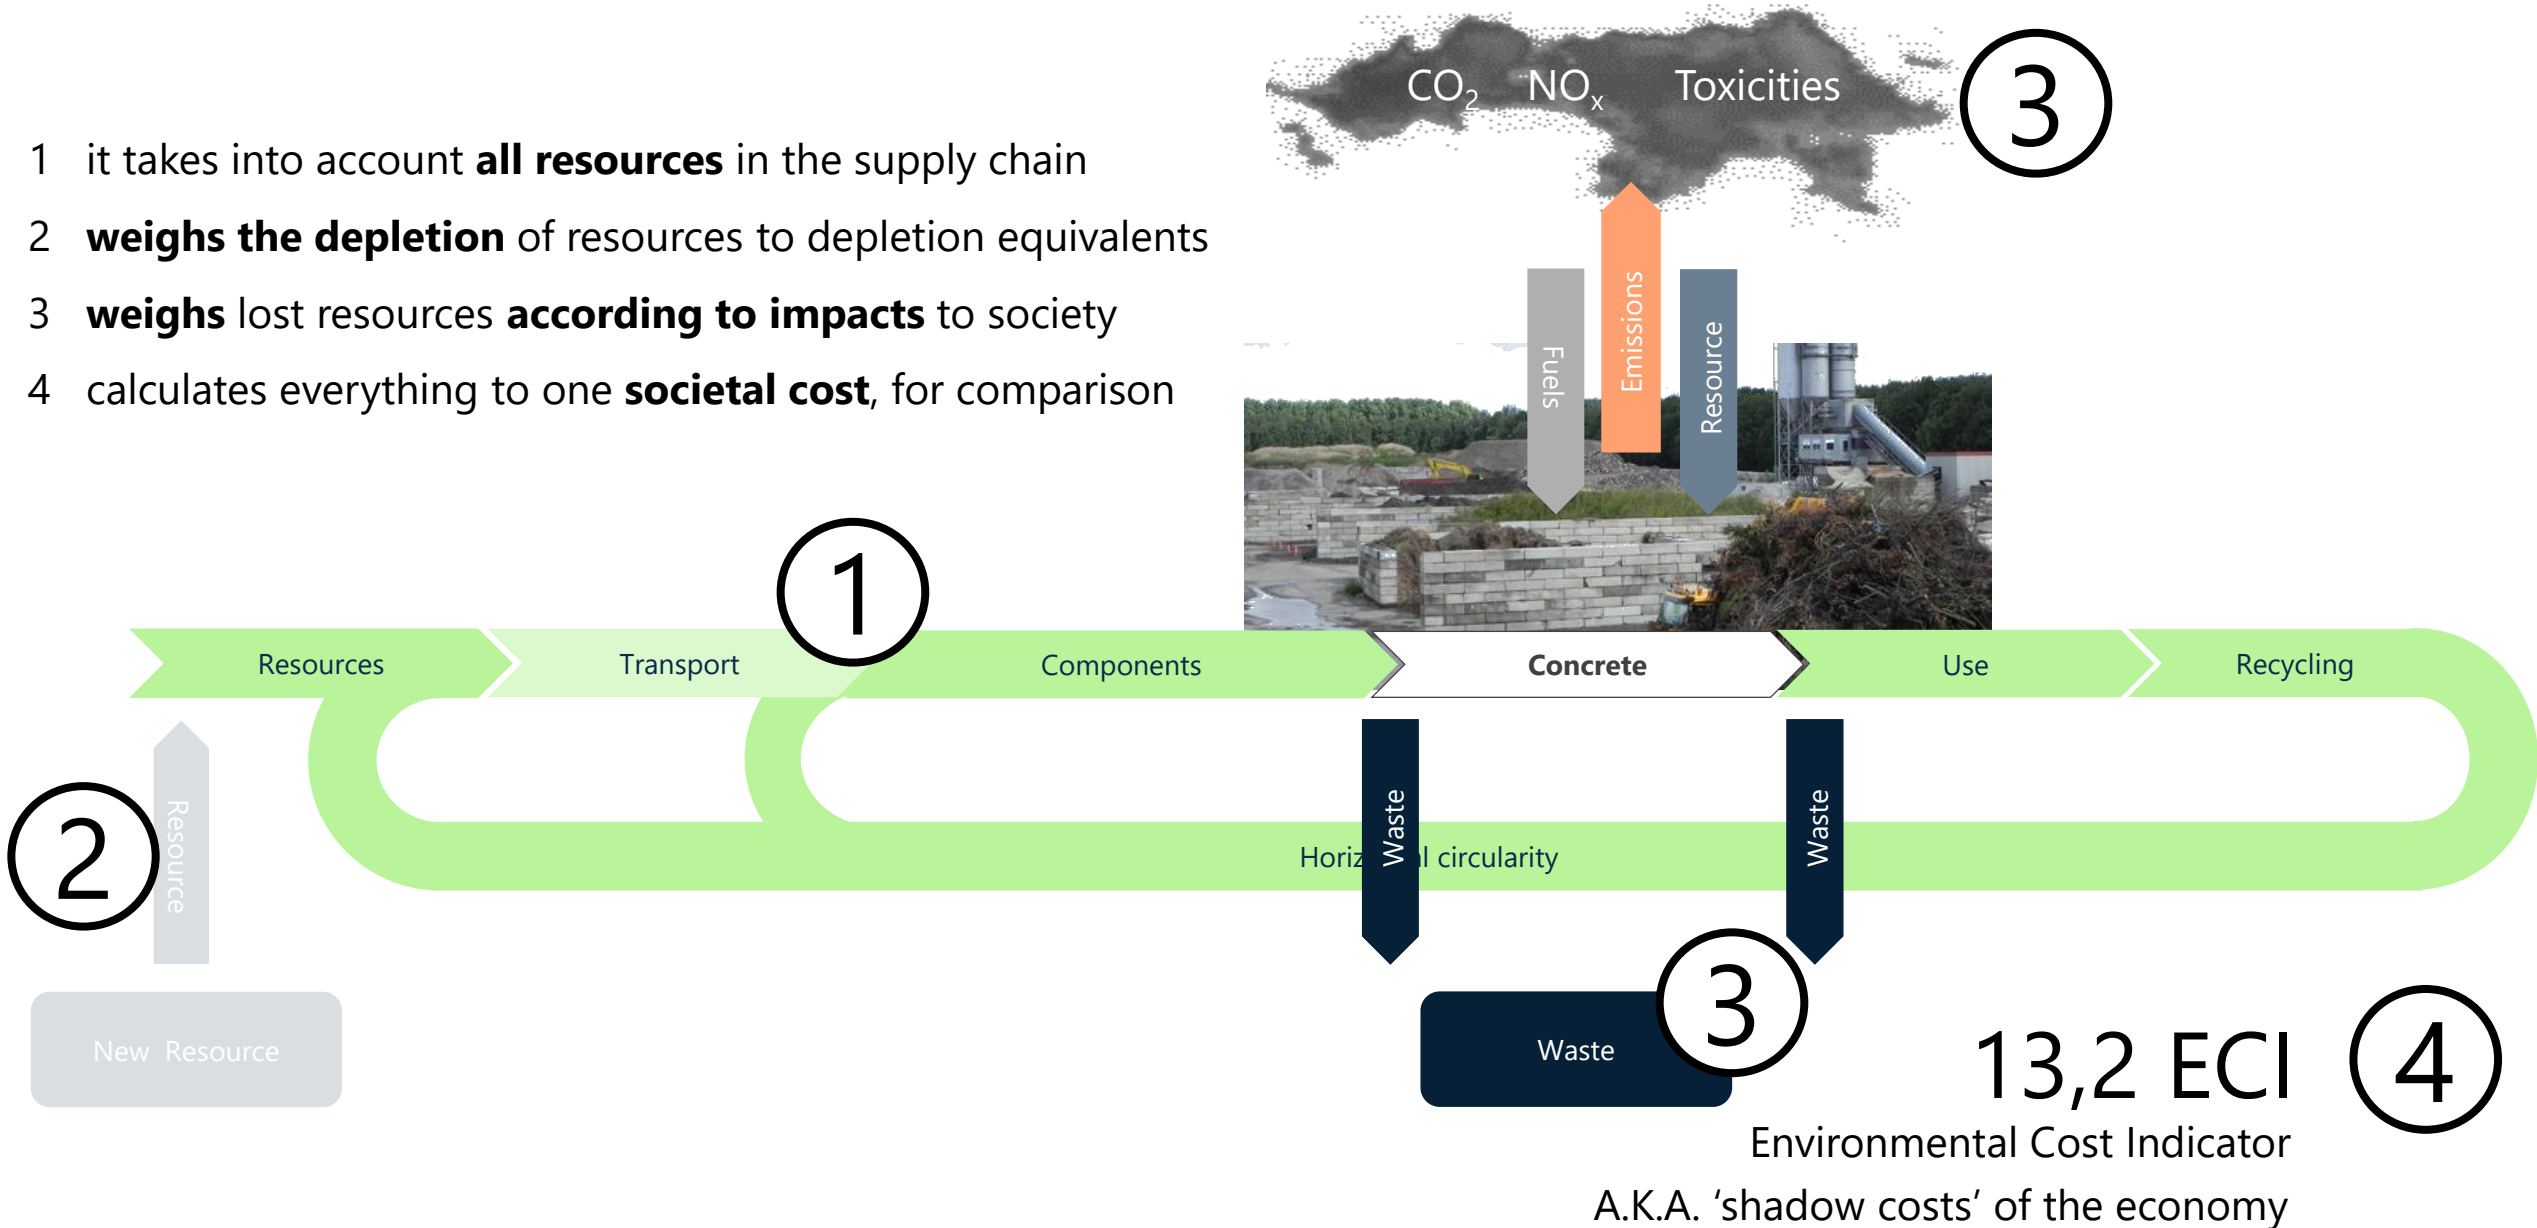 CO₂ NOₓ Toxicities
3
1 it takes into account all resources in the supply chain
2 weighs the depletion of resources to depletion equivalents
3 weighs lost resources according to impacts to society
4 calculates everything to one societal cost, for comparison
Fuels
Emissions
Resource
1
Resources
Transport
Components
Concrete
Use
Recycling
2
Resource
Waste
Waste
Horiz l circularity
New Resource
Waste
3
13,2 ECI
4
Environmental Cost Indicator
A.K.A. ‘shadow costs’ of the economy